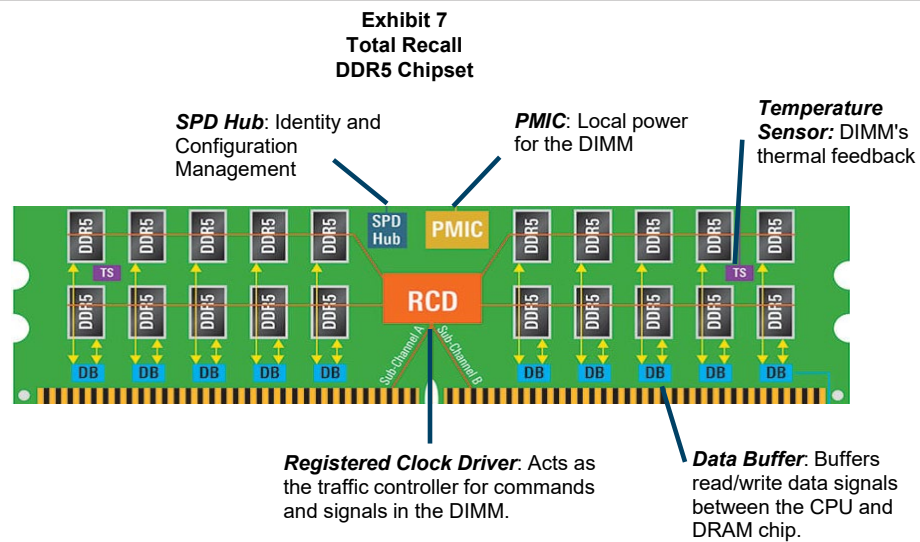 Exhibit 7
Total Recall
DDR5 Chipset
SPD Hub: Identity and
Configuration
Management
PMIC: Local power
for the DIMM
Temperature
Sensor: DIMM's
thermal feedback
DDR5 DDR5 DDR5 DDR5 DDR5
SPD
Hub
PMIC
DDR5 DDR5 DDR5 DDR5 DDR5
TS
TS
DDR5 DDR5 DDR5 DDR5 DDR5
RCD
DDR5 DDR5 DDR5 DDR5 DDR5
Sub-Channel A
Sub-Channel B
DB DB DB DB DB
DB DB DB DB DB
Registered Clock Driver: Acts as
the traffic controller for commands
and signals in the DIMM.
Data Buffer: Buffers
read/write data signals
between the CPU and
DRAM chip.